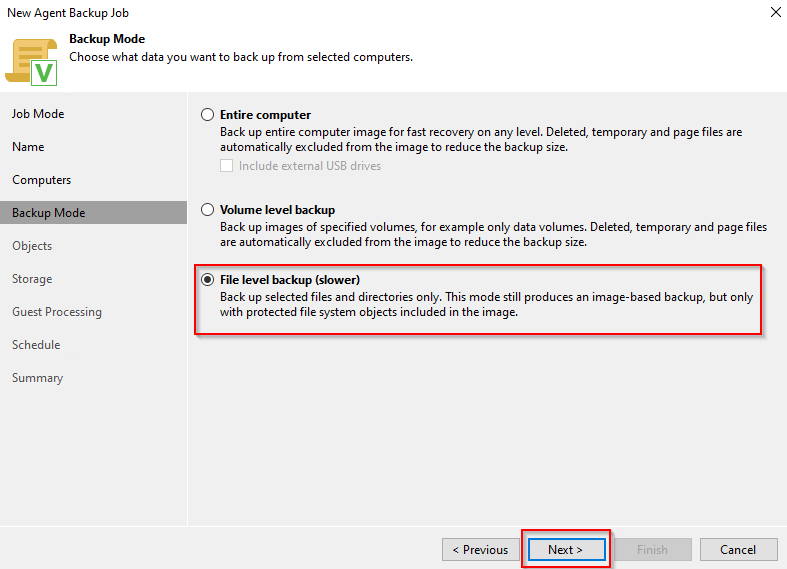 New Agent Backup Job
Backup Mode
Choose what data you want to back up from selected computers.
V
Job Mode
Name
Computers
Backup Mode
Objects
Storage
Guest Processing
Schedule
Summary
Entire computer
Back up entire computer image for fast recovery on any level. Deleted, temporary and page files are
automatically excluded from the image to reduce the backup size.
Include external USB drives
Volume level backup
Back up images of specified volumes, for example only data volumes. Deleted, temporary and page files
are automatically excluded from the image to reduce the backup size.
File level backup (slower)
Back up selected files and directories only. This mode still produces an image-based backup, but only
with protected file system objects included in the image.
< Previous
Next >
Finish
Cancel